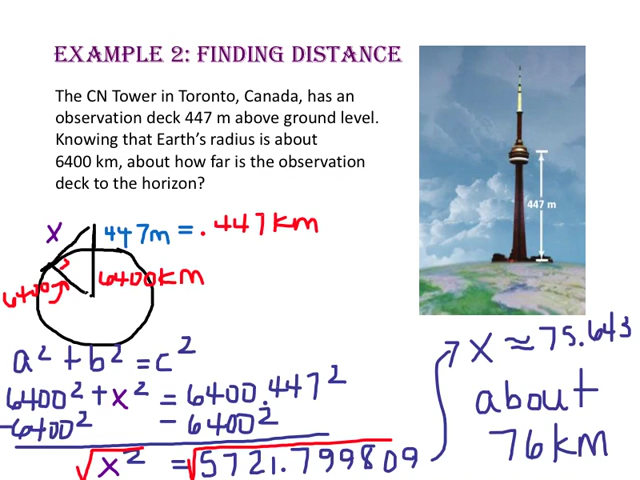 EXAMPLE 2: FINDING DISTANCE
The CN Tower in Toronto, Canada, has an
observation deck 447 m above ground level.
Knowing that Earth's radius is about
6400 km, about how far is the observation
deck to the horizon?
447 m
x
447m = .447km
6400
6400km
a² + b² = c²
6400² + x² = 6400.447²
-6400² - 6400²
√x² = √5721.799809
x ≈ 75.643
about
76km